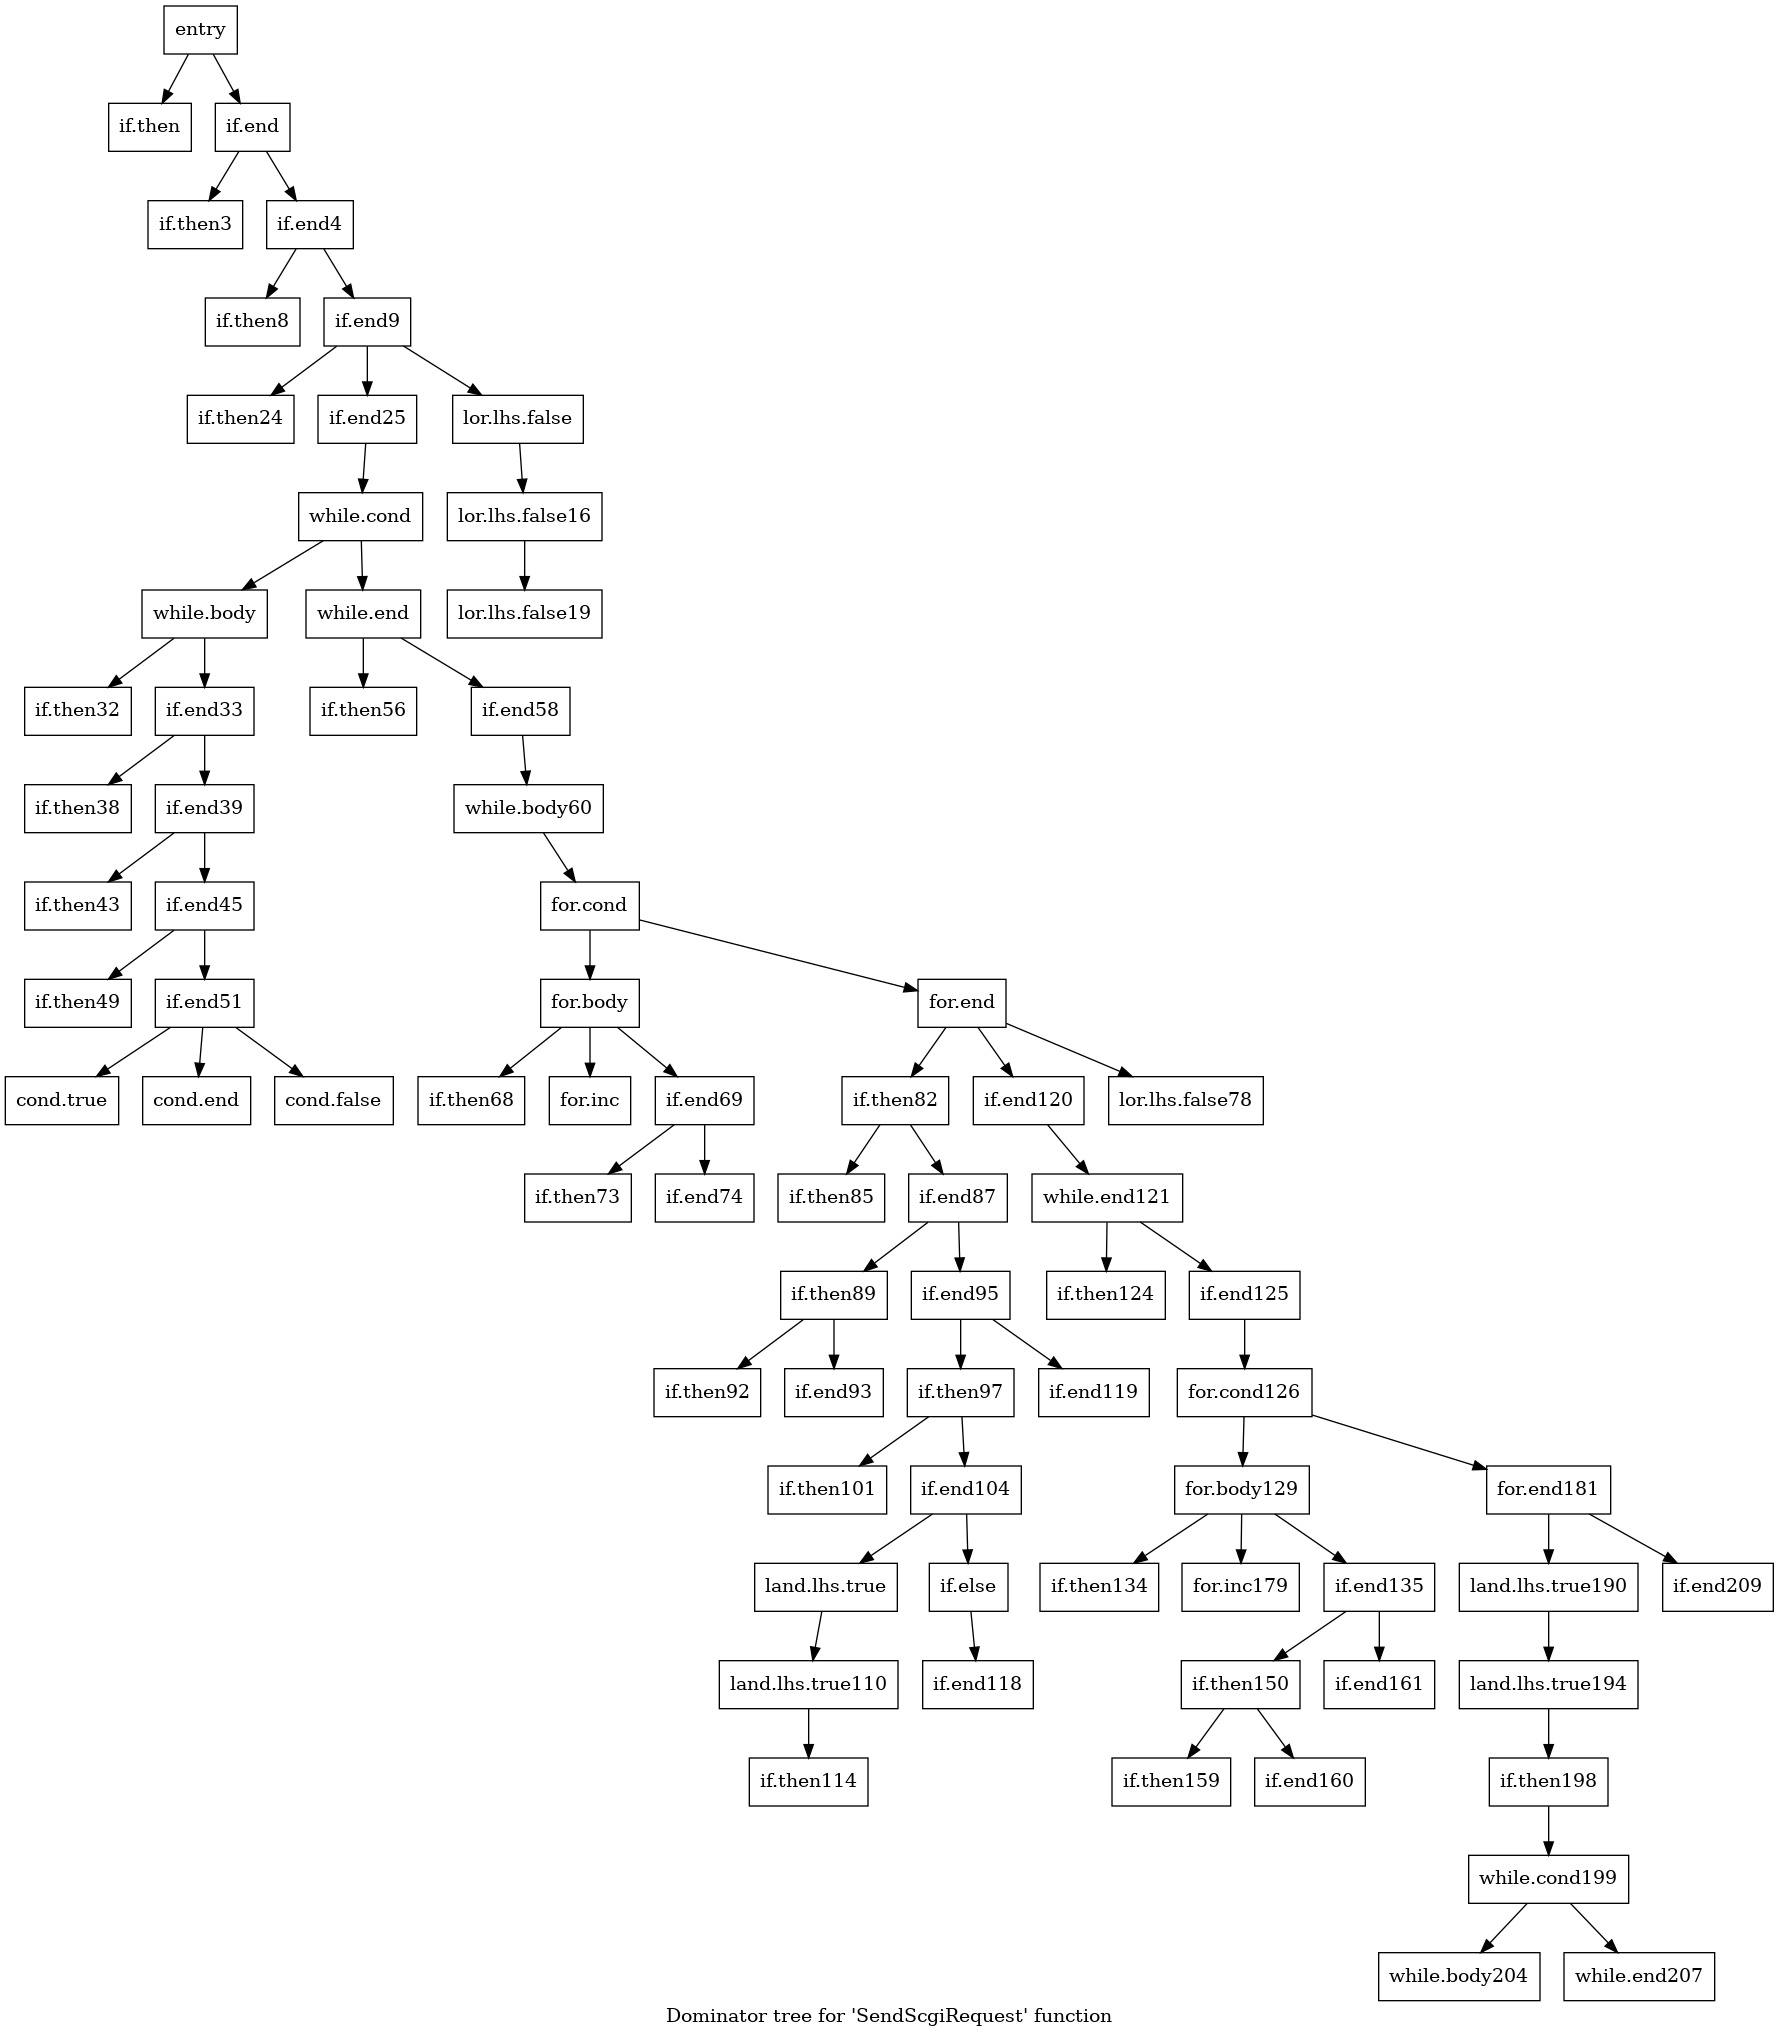 entry
if.then
if.end
if.then3
if.end4
if.then8
if.end9
if.then24
if.end25
lor.lhs.false
while.cond
lor.lhs.false16
while.body
while.end
lor.lhs.false19
if.then32
if.end33
if.then56
if.end58
if.then38
if.end39
while.body60
if.then43
if.end45
for.cond
if.then49
if.end51
for.body
for.end
cond.true
cond.end
cond.false
if.then68
for.inc
if.end69
if.then82
if.end120
lor.lhs.false78
if.then73
if.end74
if.then85
if.end87
while.end121
if.then89
if.end95
if.then124
if.end125
if.then92
if.end93
if.then97
if.end119
for.cond126
if.then101
if.end104
for.body129
for.end181
land.lhs.true
if.else
if.then134
for.inc179
if.end135
land.lhs.true190
if.end209
land.lhs.true110
if.end118
if.then150
if.end161
land.lhs.true194
if.then114
if.then159
if.end160
if.then198
while.cond199
while.body204
while.end207
Dominator tree for 'SendScgiRequest' function